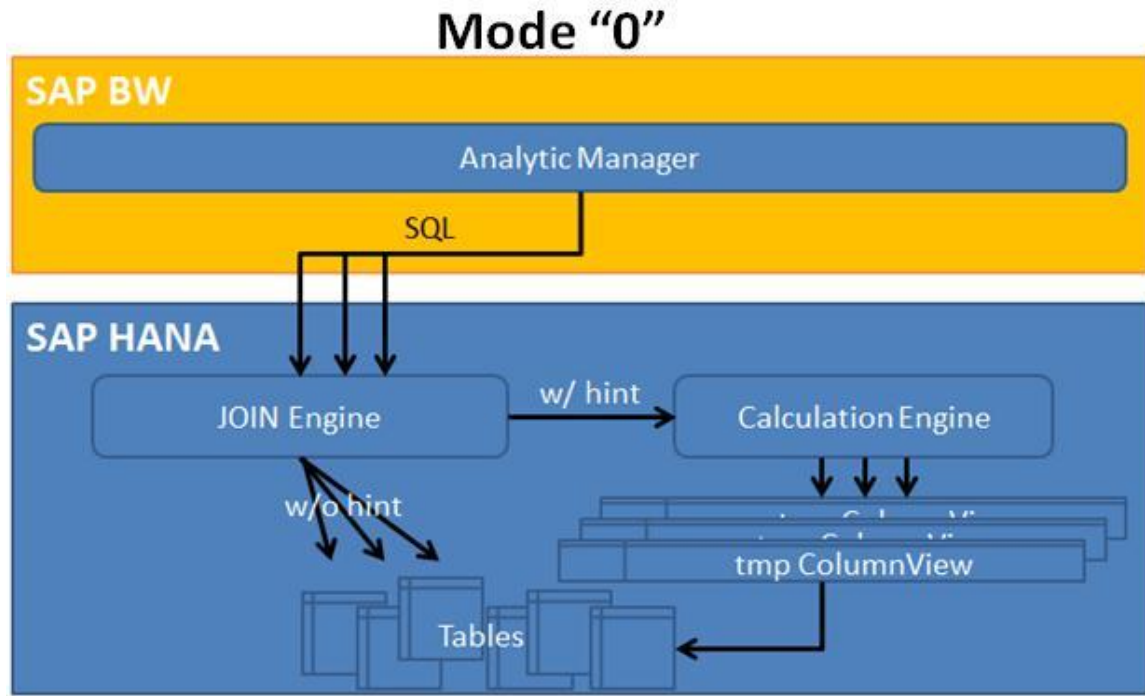 Mode “0”
SAP BW
Analytic Manager
SQL
SAP HANA
JOIN Engine
w/ hint
Calculation Engine
w/o hint
tmp ColumnView
Tables